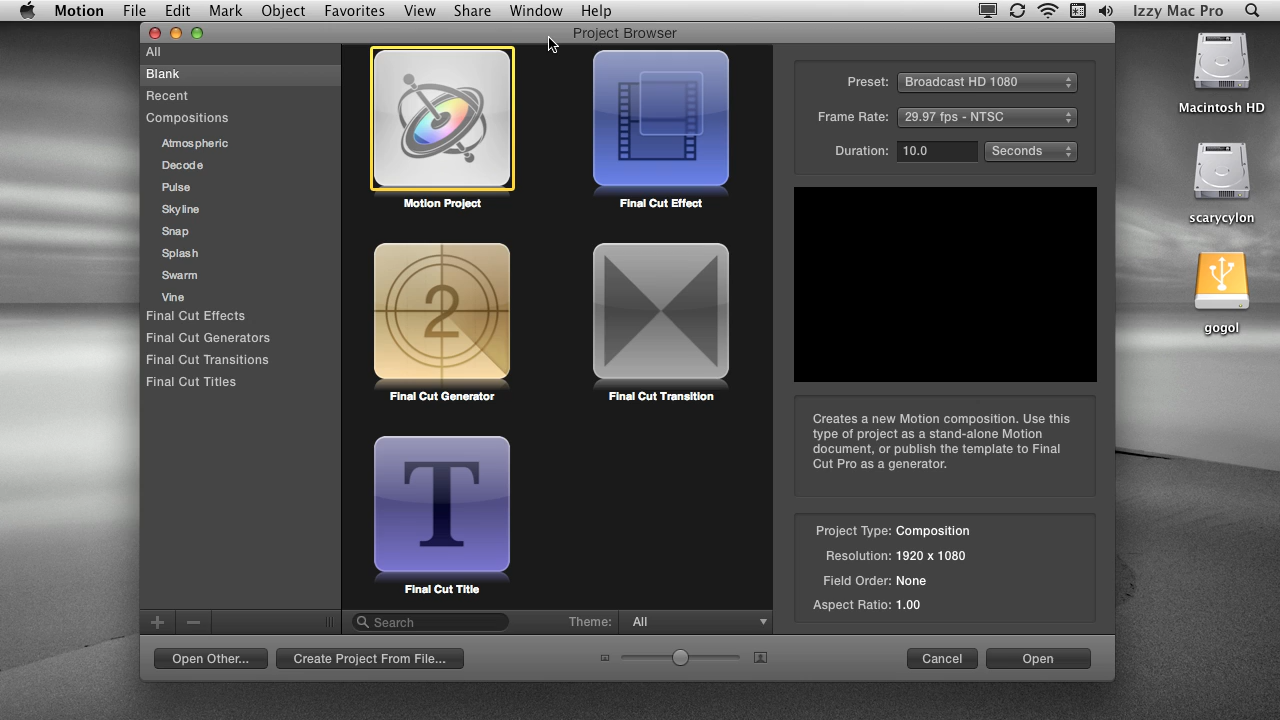 Motion File Edit Mark Object Favorites View Share Window Help Izzy Mac Pro
Project Browser
All
Blank
Recent
Compositions
Atmospheric
Decode
Pulse
Skyline
Snap
Splash
Swarm
Vine
Final Cut Effects
Final Cut Generators
Final Cut Transitions
Final Cut Titles
Motion Project
Final Cut Effect
2
Final Cut Generator
Final Cut Transition
T
Final Cut Title
Search
Theme: All
Preset: Broadcast HD 1080
Frame Rate: 29.97 fps - NTSC
Duration: 10.0 Seconds
Creates a new Motion composition. Use this
type of project as a stand-alone Motion
document, or publish the template to Final
Cut Pro as a generator.
Project Type: Composition
Resolution: 1920 x 1080
Field Order: None
Aspect Ratio: 1.00
Open Other...
Create Project From File...
Cancel
Open
Macintosh HD
scarycylon
gogol